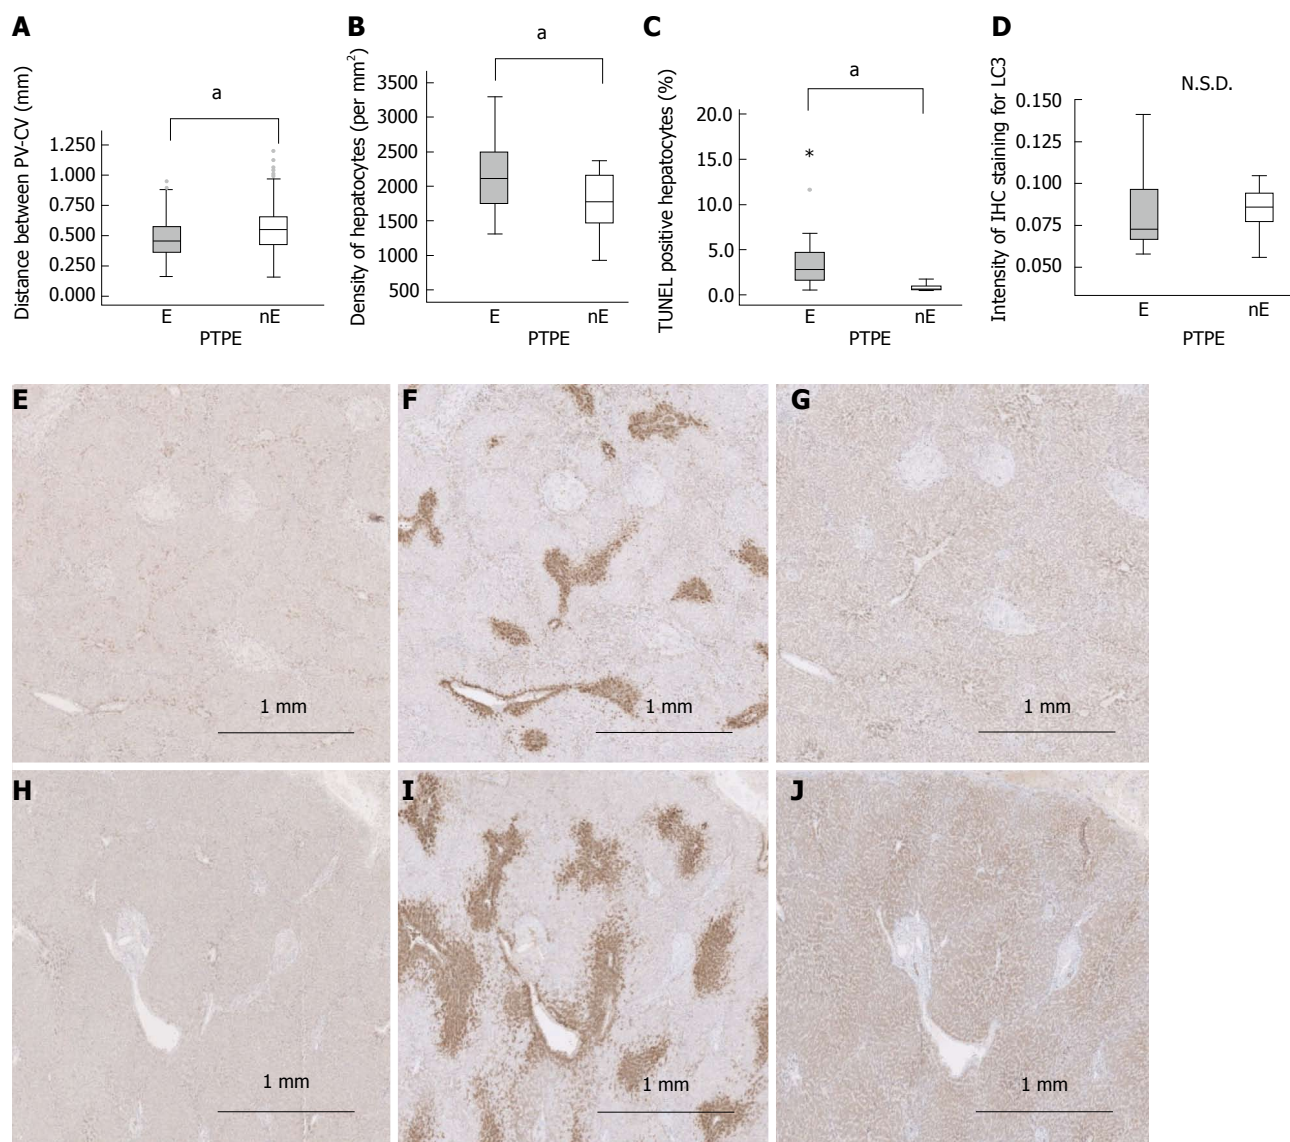 A
Distance between PV-CV (mm)
a
1.250
1.000
0.750
0.500
0.250
0.000
E nE
PTPE
B
Density of hepatocytes (per mm²)
a
3500
3000
2500
2000
1500
1000
500
E nE
PTPE
C
TUNEL positive hepatocytes (%)
a
20.0
15.0
10.0
5.0
0.0
*
E nE
PTPE
D
Intensity of IHC staining for LC3
N.S.D.
0.150
0.125
0.100
0.075
0.050
E nE
PTPE
E
1 mm
F
1 mm
G
1 mm
H
1 mm
I
1 mm
J
1 mm